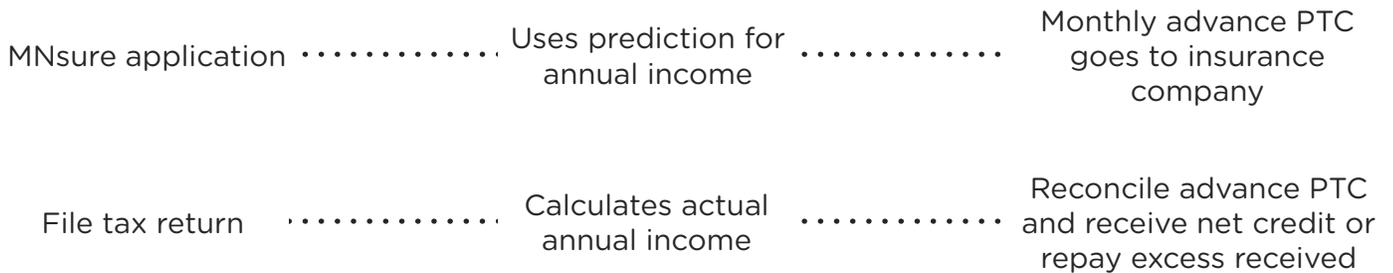 MNsure application
Uses prediction for
annual income
Monthly advance PTC
goes to insurance
company
File tax return
Calculates actual
annual income
Reconcile advance PTC
and receive net credit or
repay excess received